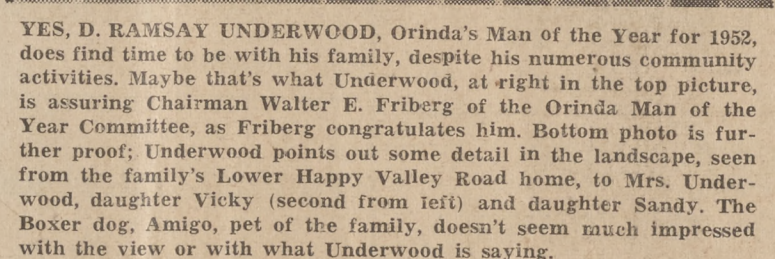 YES, D. RAMSAY UNDERWOOD, Orinda's Man of the Year for 1952,
does find time to be with his family, despite his numerous community
activities. Maybe that's what Underwood, at right in the top picture,
is assuring Chairman Walter E. Friberg of the Orinda Man of the
Year Committee, as Friberg congratulates him. Bottom photo is fur-
ther proof; Underwood points out some detail in the landscape, seen
from the family's Lower Happy Valley Road home, to Mrs. Under-
wood, daughter Vicky (second from left) and daughter Sandy. The
Boxer dog, Amigo, pet of the family, doesn't seem much impressed
with the view or with what Underwood is saying.